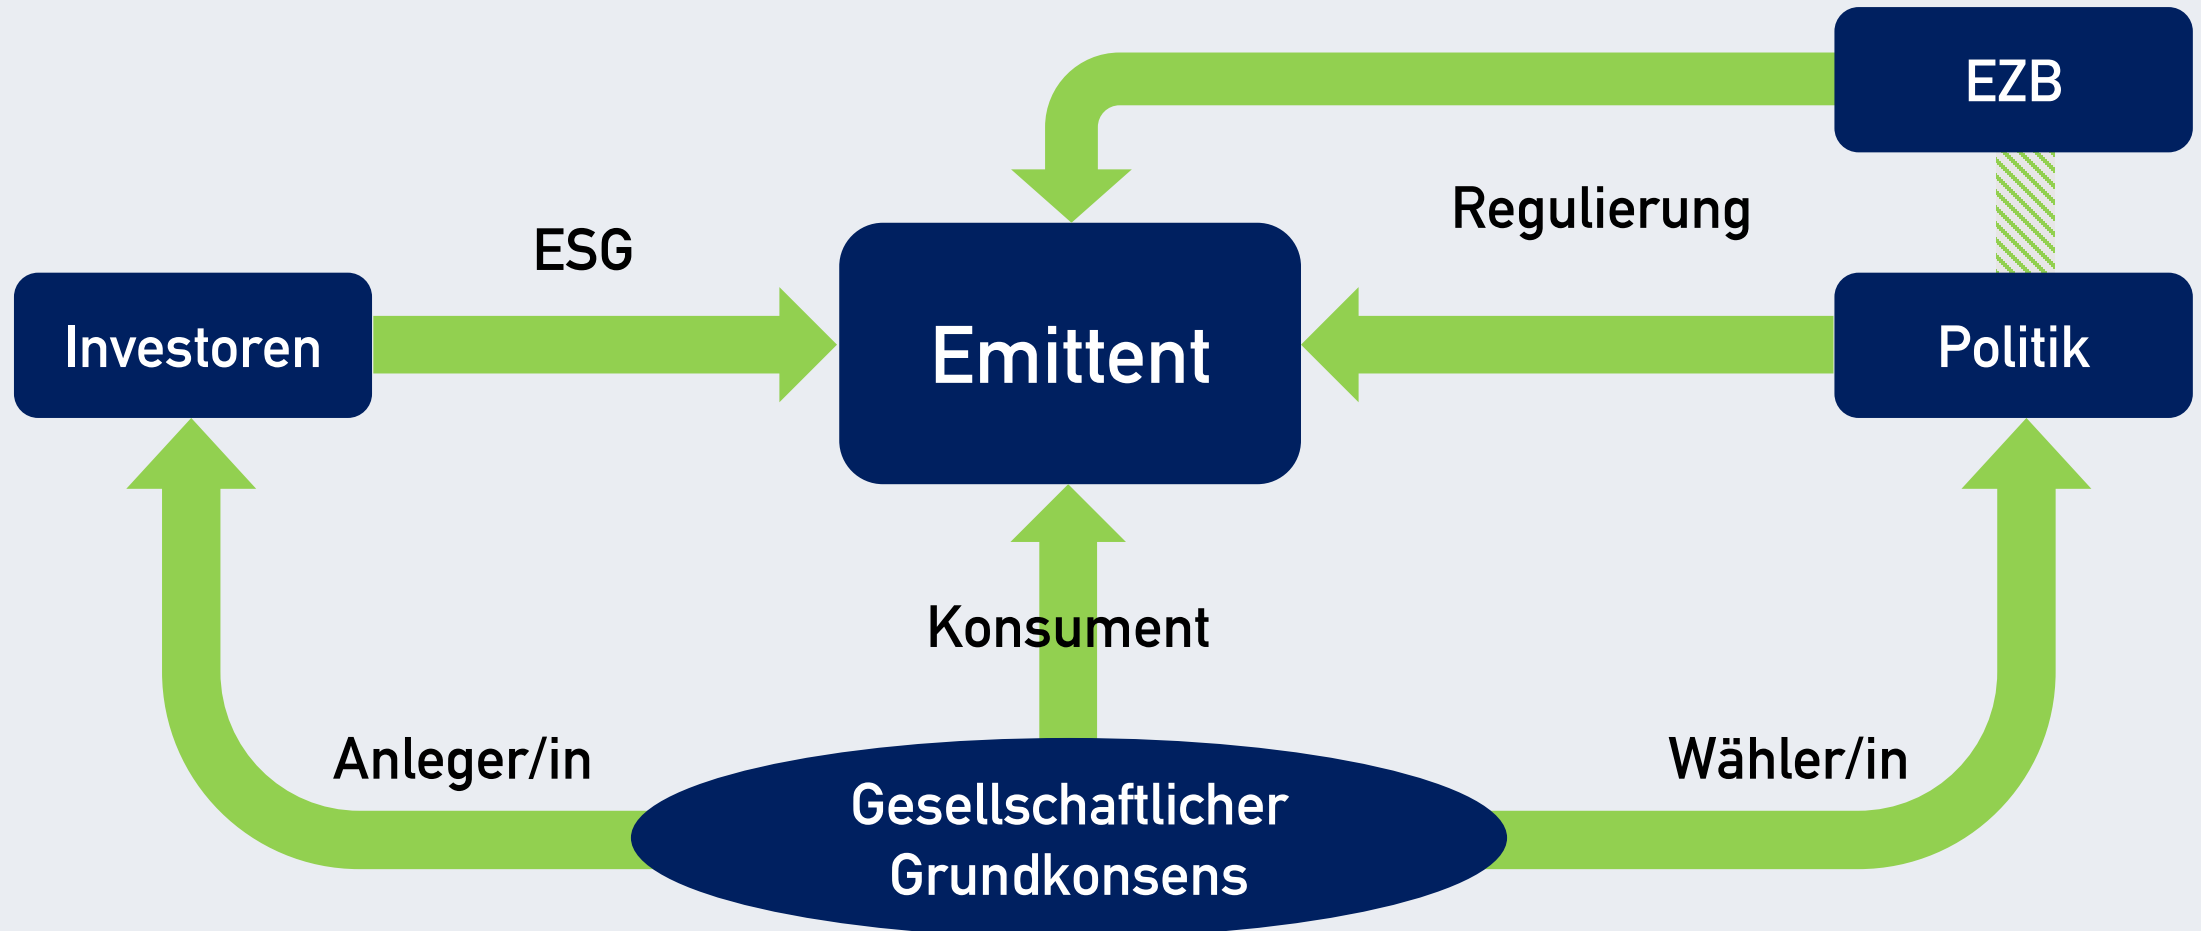 EZB
Regulierung
ESG
Investoren
Emittent
Politik
Konsument
Anleger/in
Wähler/in
Gesellschaftlicher
Grundkonsens